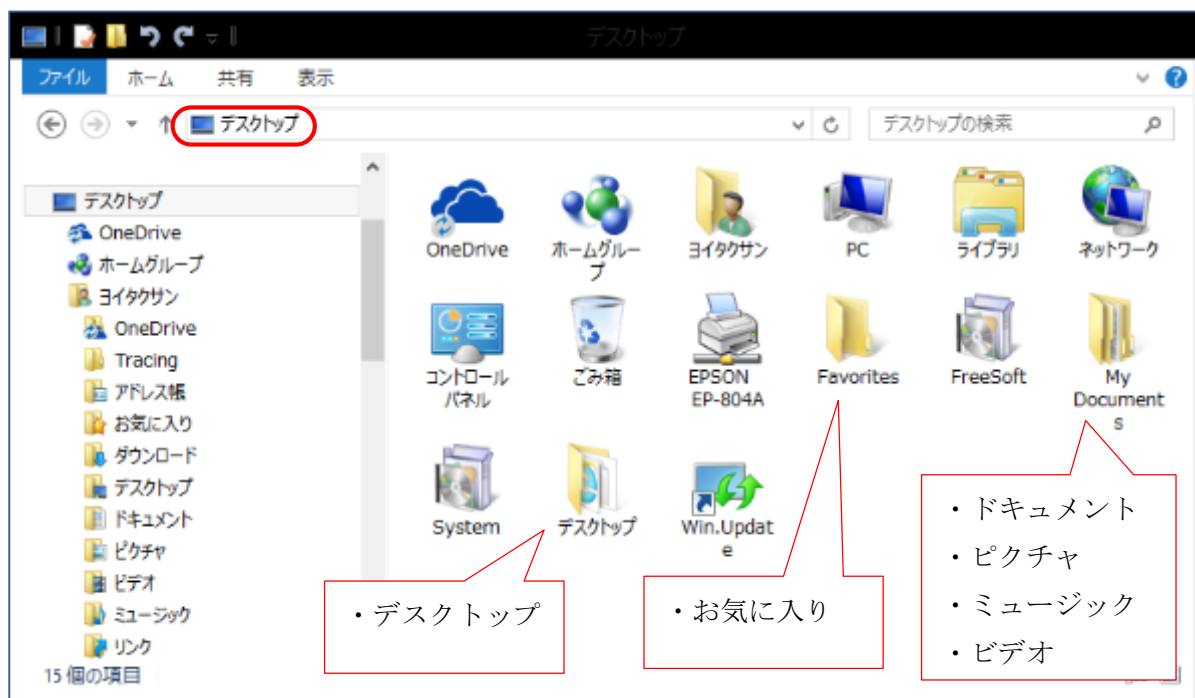 デスクトップ
ファイル ホーム 共有 表示
デスクトップ デスクトップの検索
デスクトップ
OneDrive
ホームグループ
ヨイタクサン
OneDrive
Tracing
アドレス帳
お気に入り
ダウンロード
デスクトップ
ドキュメント
ピクチャ
ビデオ
ミュージック
リンク
15 個の項目
OneDrive
ホームグルー
プ
ヨイタクサン
PC
ライブラリ
ネットワーク
コントロール
パネル
ごみ箱
EPSON
EP-804A
Favorites
FreeSoft
My
Document
s
System
デスクトップ
Win.Updat
e
・デスクトップ
・お気に入り
・ドキュメント
・ピクチャ
・ミュージック
・ビデオ